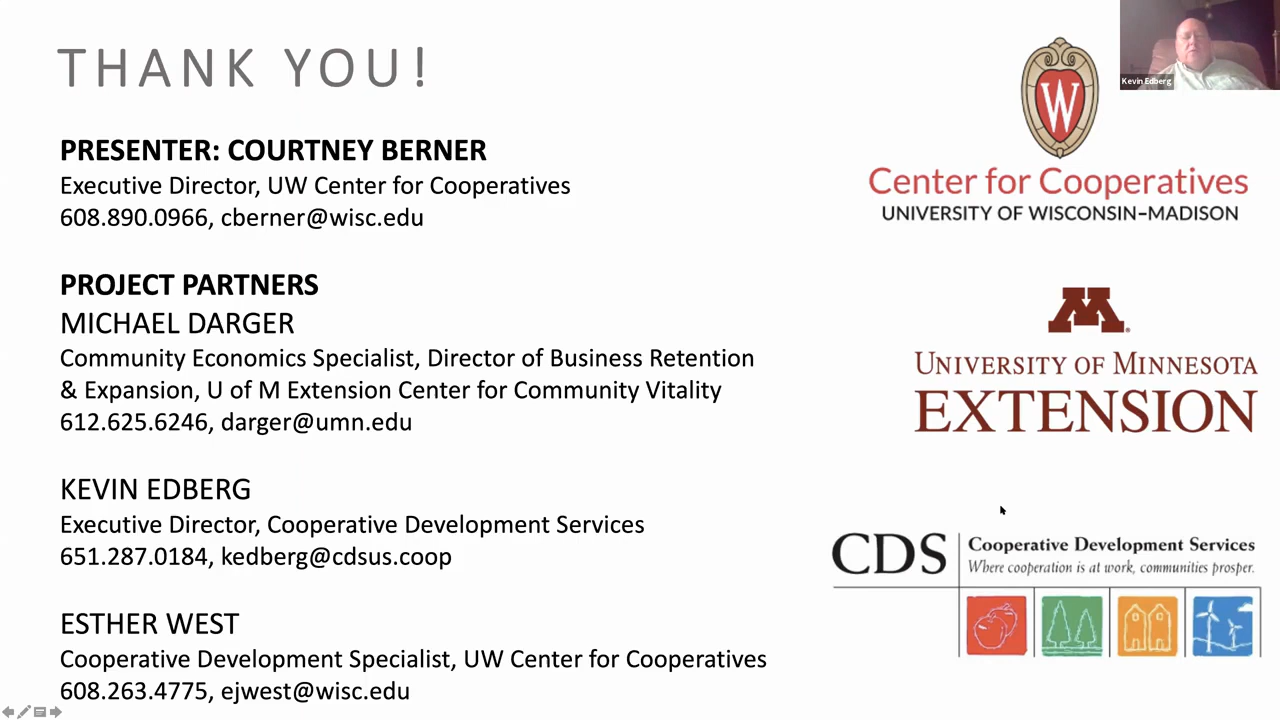 THANK YOU!
PRESENTER: COURTNEY BERNER
Executive Director, UW Center for Cooperatives
608.890.0966, cberner@wisc.edu
PROJECT PARTNERS
MICHAEL DARGER
Community Economics Specialist, Director of Business Retention
& Expansion, U of M Extension Center for Community Vitality
612.625.6246, darger@umn.edu
KEVIN EDBERG
Executive Director, Cooperative Development Services
651.287.0184, kedberg@cdsus.coop
ESTHER WEST
Cooperative Development Specialist, UW Center for Cooperatives
608.263.4775, ejwest@wisc.edu
Kevin Edberg
W
Center for Cooperatives
UNIVERSITY OF WISCONSIN–MADISON
M
UNIVERSITY OF MINNESOTA
EXTENSION
CDS
Cooperative Development Services
Where cooperation is at work, communities prosper.